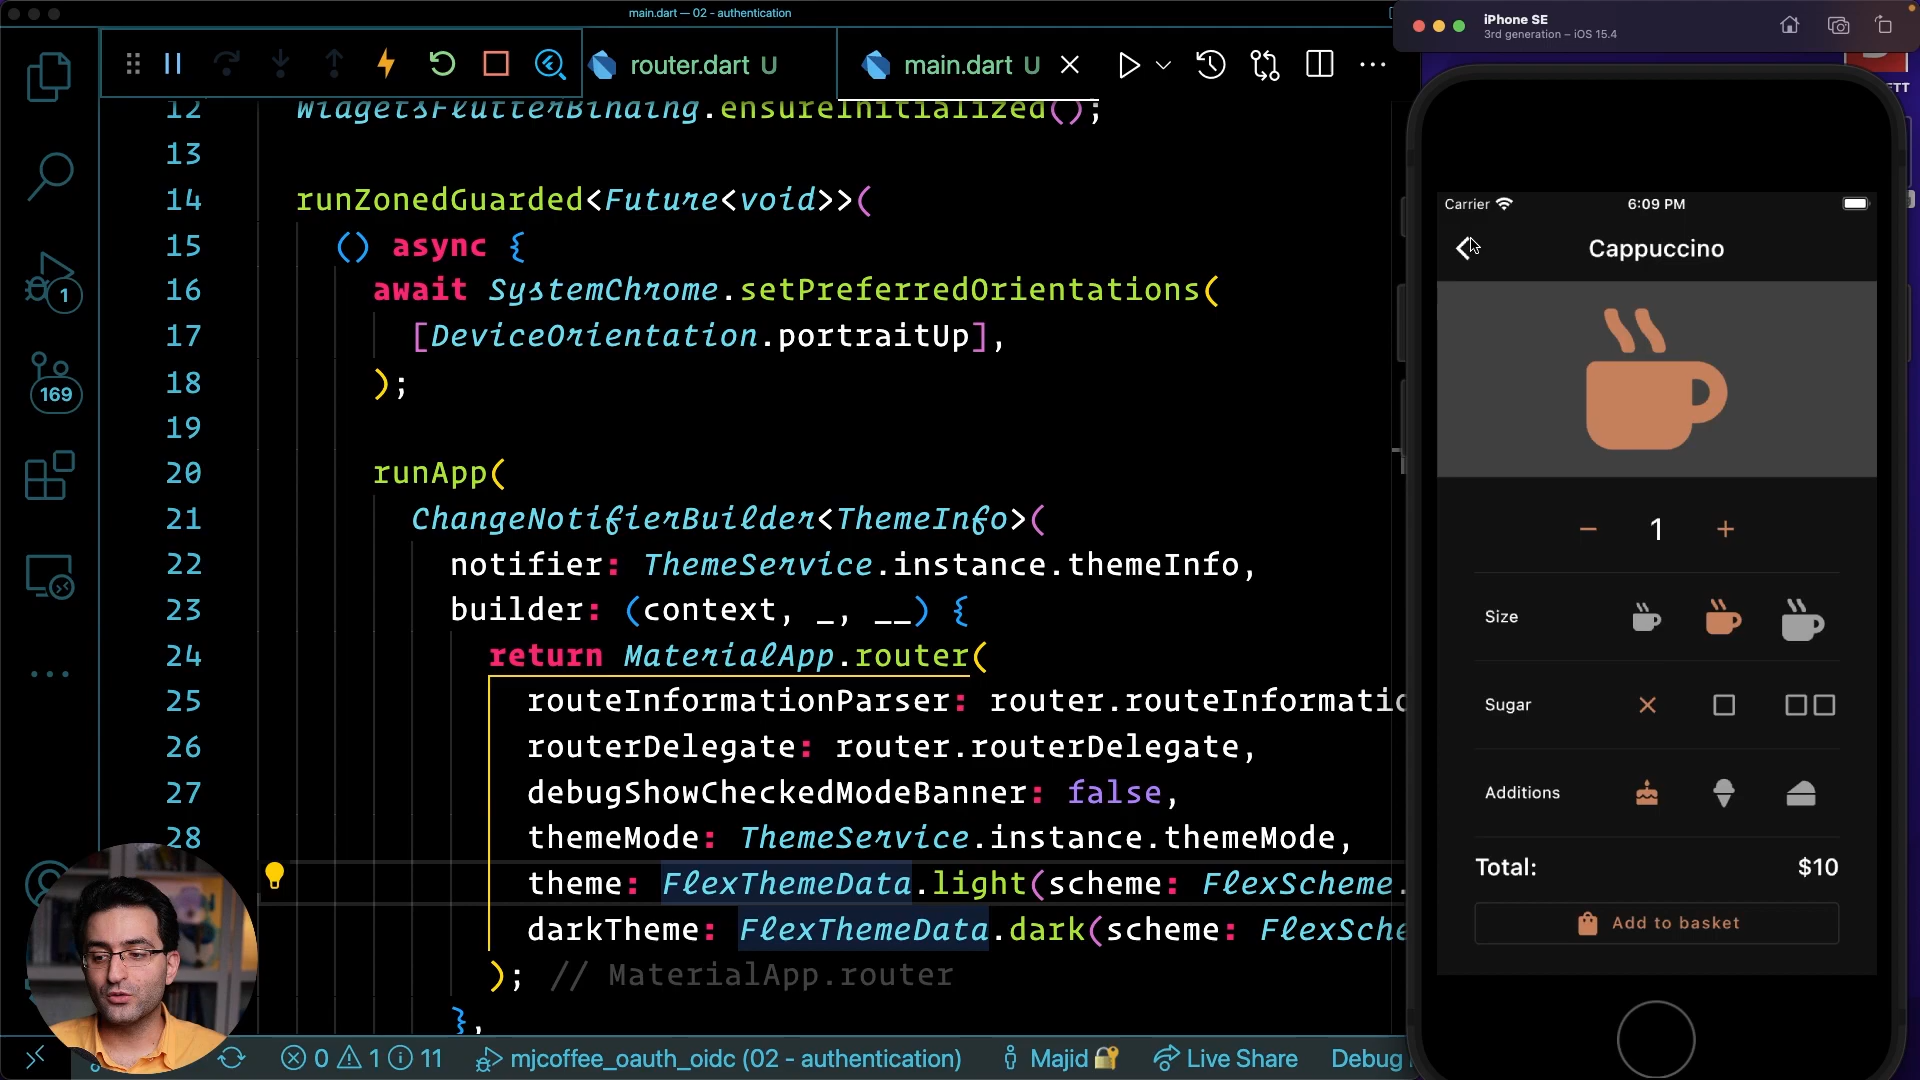 main.dart — 02 - authentication
router.dart U
main.dart U
12 WidgetsFlutterBinding.ensureInitialized();
13
14 runZonedGuarded<Future<void>>(
15 () async {
16 await SystemChrome.setPreferredOrientations(
17 [DeviceOrientation.portraitUp],
18 );
19
20 runApp(
21 ChangeNotifierBuilder<ThemeInfo>(
22 notifier: ThemeService.instance.themeInfo,
23 builder: (context, _, __) {
24 return MaterialApp.router(
25 routeInformationParser: router.routeInformatic
26 routerDelegate: router.routerDelegate,
27 debugShowCheckedModeBanner: false,
28 themeMode: ThemeService.instance.themeMode,
theme: FlexThemeData.light(scheme: FlexScheme.
darkTheme: FlexThemeData.dark(scheme: FlexSche
); // MaterialApp.router
},
1
169
0 1 11
mjcoffee_oauth_oidc (02 - authentication)
Majid
Live Share
Debug
iPhone SE
3rd generation – iOS 15.4
TT
Carrier
6:09 PM
Cappuccino
− 1 +
Size
Sugar
Additions
Total: $10
Add to basket